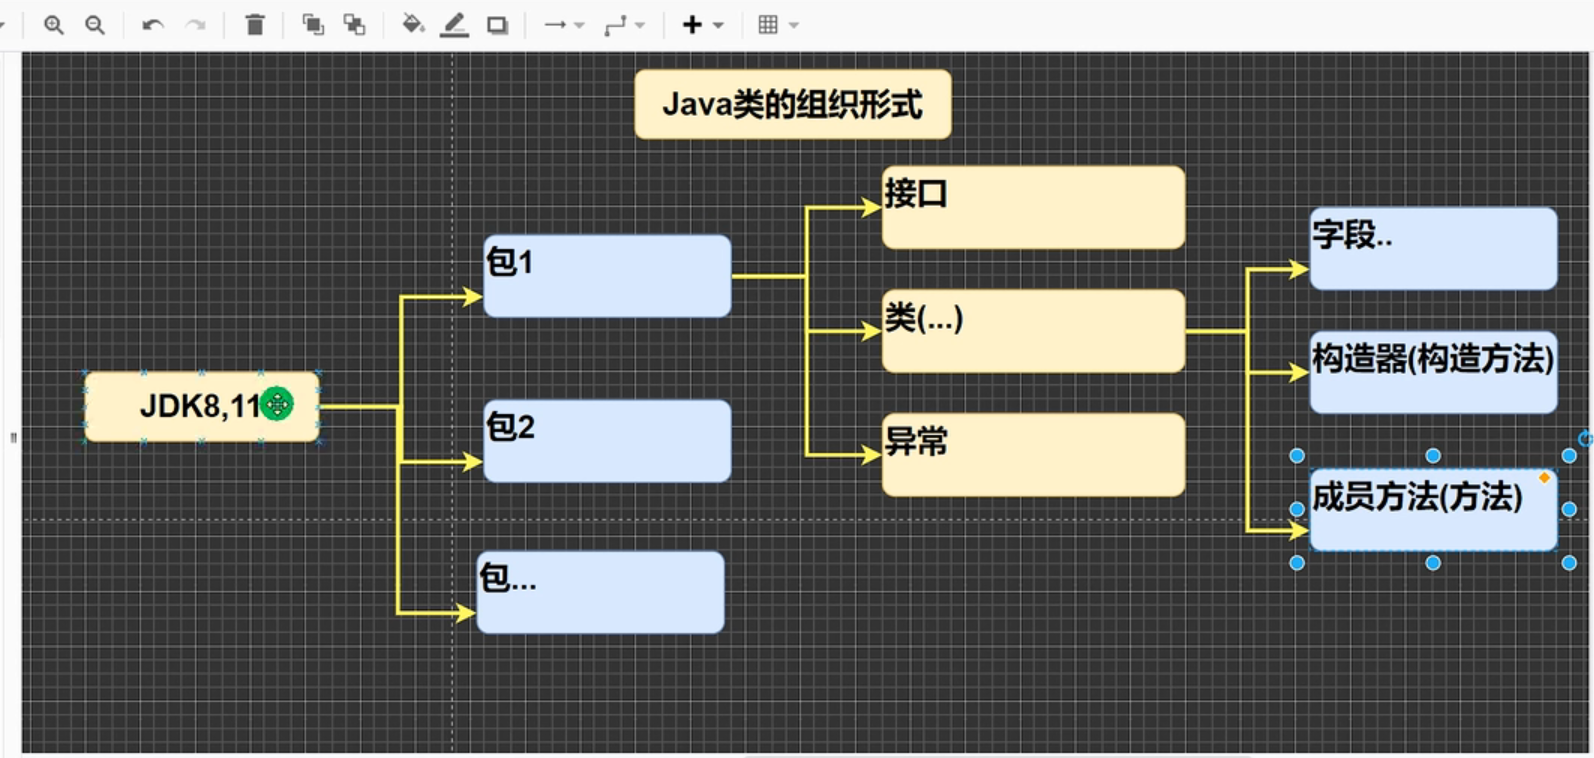 Java类的组织形式
JDK8,11
包1
包2
包...
接口
类(...)
异常
字段..
构造器(构造方法)
成员方法(方法)